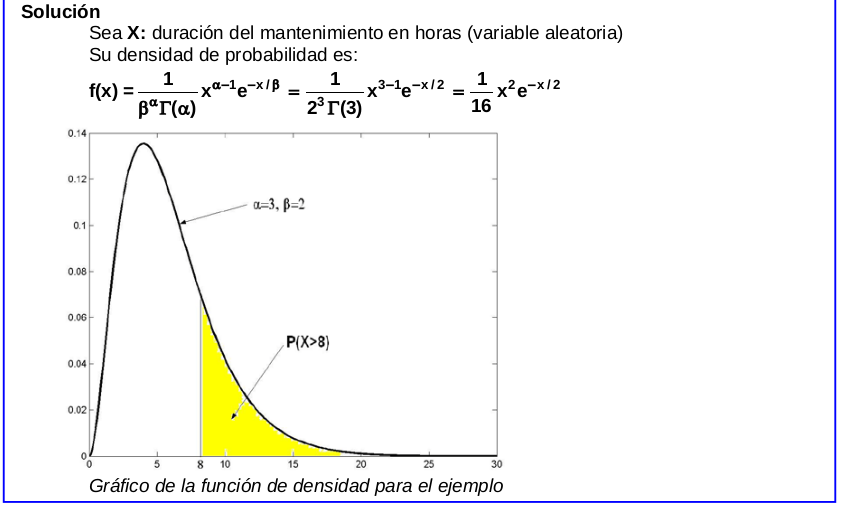 Solución
Sea X: duración del mantenimiento en horas (variable aleatoria)
Su densidad de probabilidad es:
f(x) = 1/(β^α Γ(α)) x^(α−1) e^(−x/β) = 1/(2^3 Γ(3)) x^(3−1) e^(−x/2) = 1/16 x^2 e^(−x/2)
0.14
0.12
α=3, β=2
0.1
0.08
0.06
P(X>8)
0.04
0.02
0
0 5 8 10 15 20 25 30
Gráfico de la función de densidad para el ejemplo